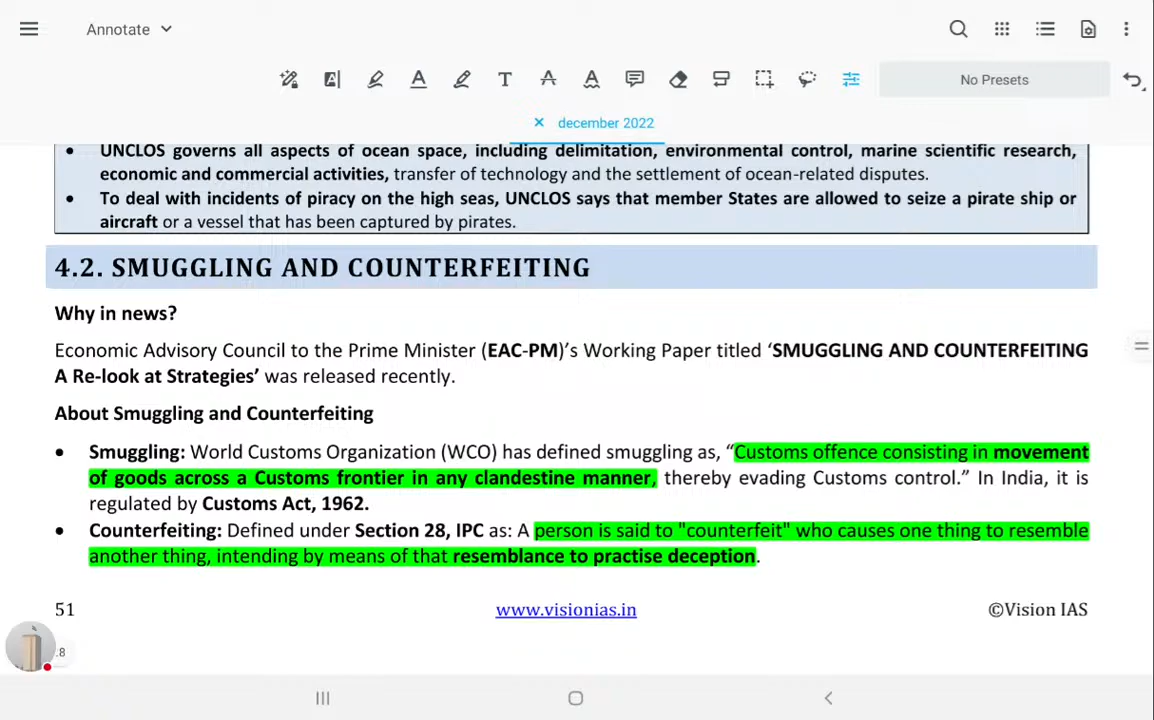 Annotate
No Presets
december 2022
• UNCLOS governs all aspects of ocean space, including delimitation, environmental control, marine scientific research,
economic and commercial activities, transfer of technology and the settlement of ocean-related disputes.
• To deal with incidents of piracy on the high seas, UNCLOS says that member States are allowed to seize a pirate ship or
aircraft or a vessel that has been captured by pirates.
4.2. SMUGGLING AND COUNTERFEITING
Why in news?
Economic Advisory Council to the Prime Minister (EAC-PM)’s Working Paper titled ‘SMUGGLING AND COUNTERFEITING
A Re-look at Strategies’ was released recently.
About Smuggling and Counterfeiting
• Smuggling: World Customs Organization (WCO) has defined smuggling as, “Customs offence consisting in movement
of goods across a Customs frontier in any clandestine manner, thereby evading Customs control.” In India, it is
regulated by Customs Act, 1962.
• Counterfeiting: Defined under Section 28, IPC as: A person is said to "counterfeit" who causes one thing to resemble
another thing, intending by means of that resemblance to practise deception.
51 www.visionias.in ©Vision IAS